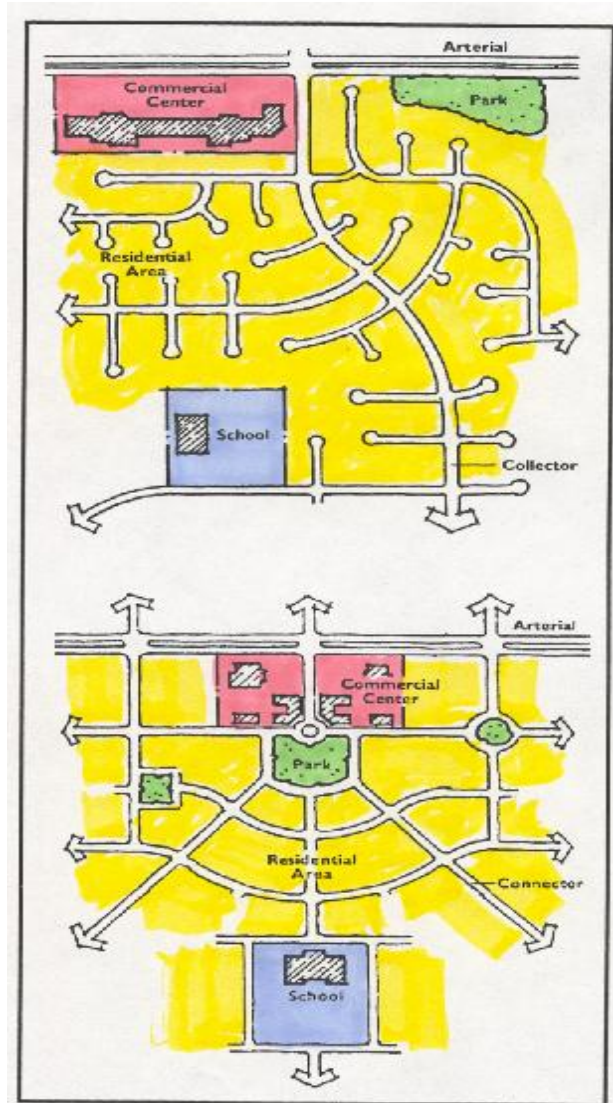 Arterial
Commercial
Center
Park
Residential
Area
School
Collector
Arterial
Commercial
Center
Park
Residential
Area
Connector
School